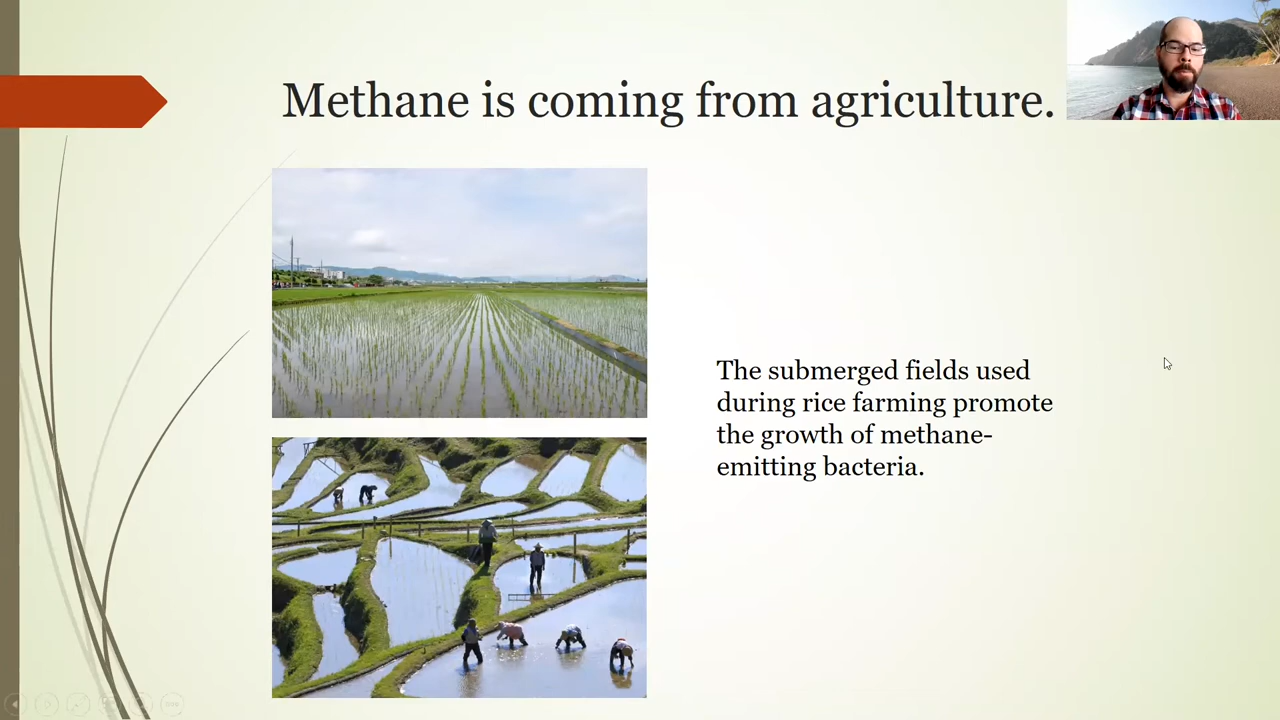 Methane is coming from agriculture.
The submerged fields used
during rice farming promote
the growth of methane-
emitting bacteria.